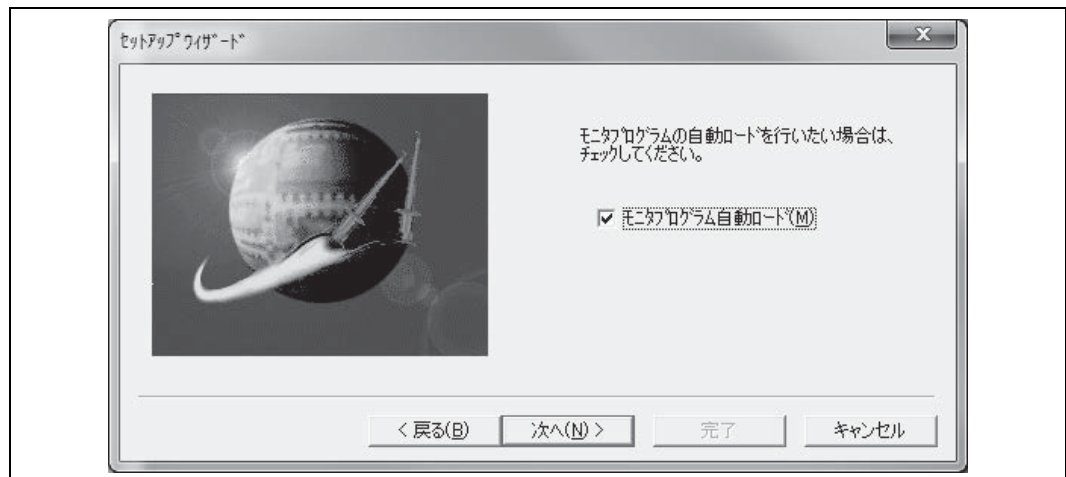 ｾｯﾄｱｯﾌﾟ ｳｨｻﾞｰﾄﾞ
X
ﾓﾆﾀﾌﾟﾛｸﾞﾗﾑの自動ﾛｰﾄﾞを行いたい場合は、
ﾁｪｯｸしてください。
ﾓﾆﾀﾌﾟﾛｸﾞﾗﾑ自動ﾛｰﾄﾞ(M)
< 戻る(B) 次へ(N) > 完了 キャンセル